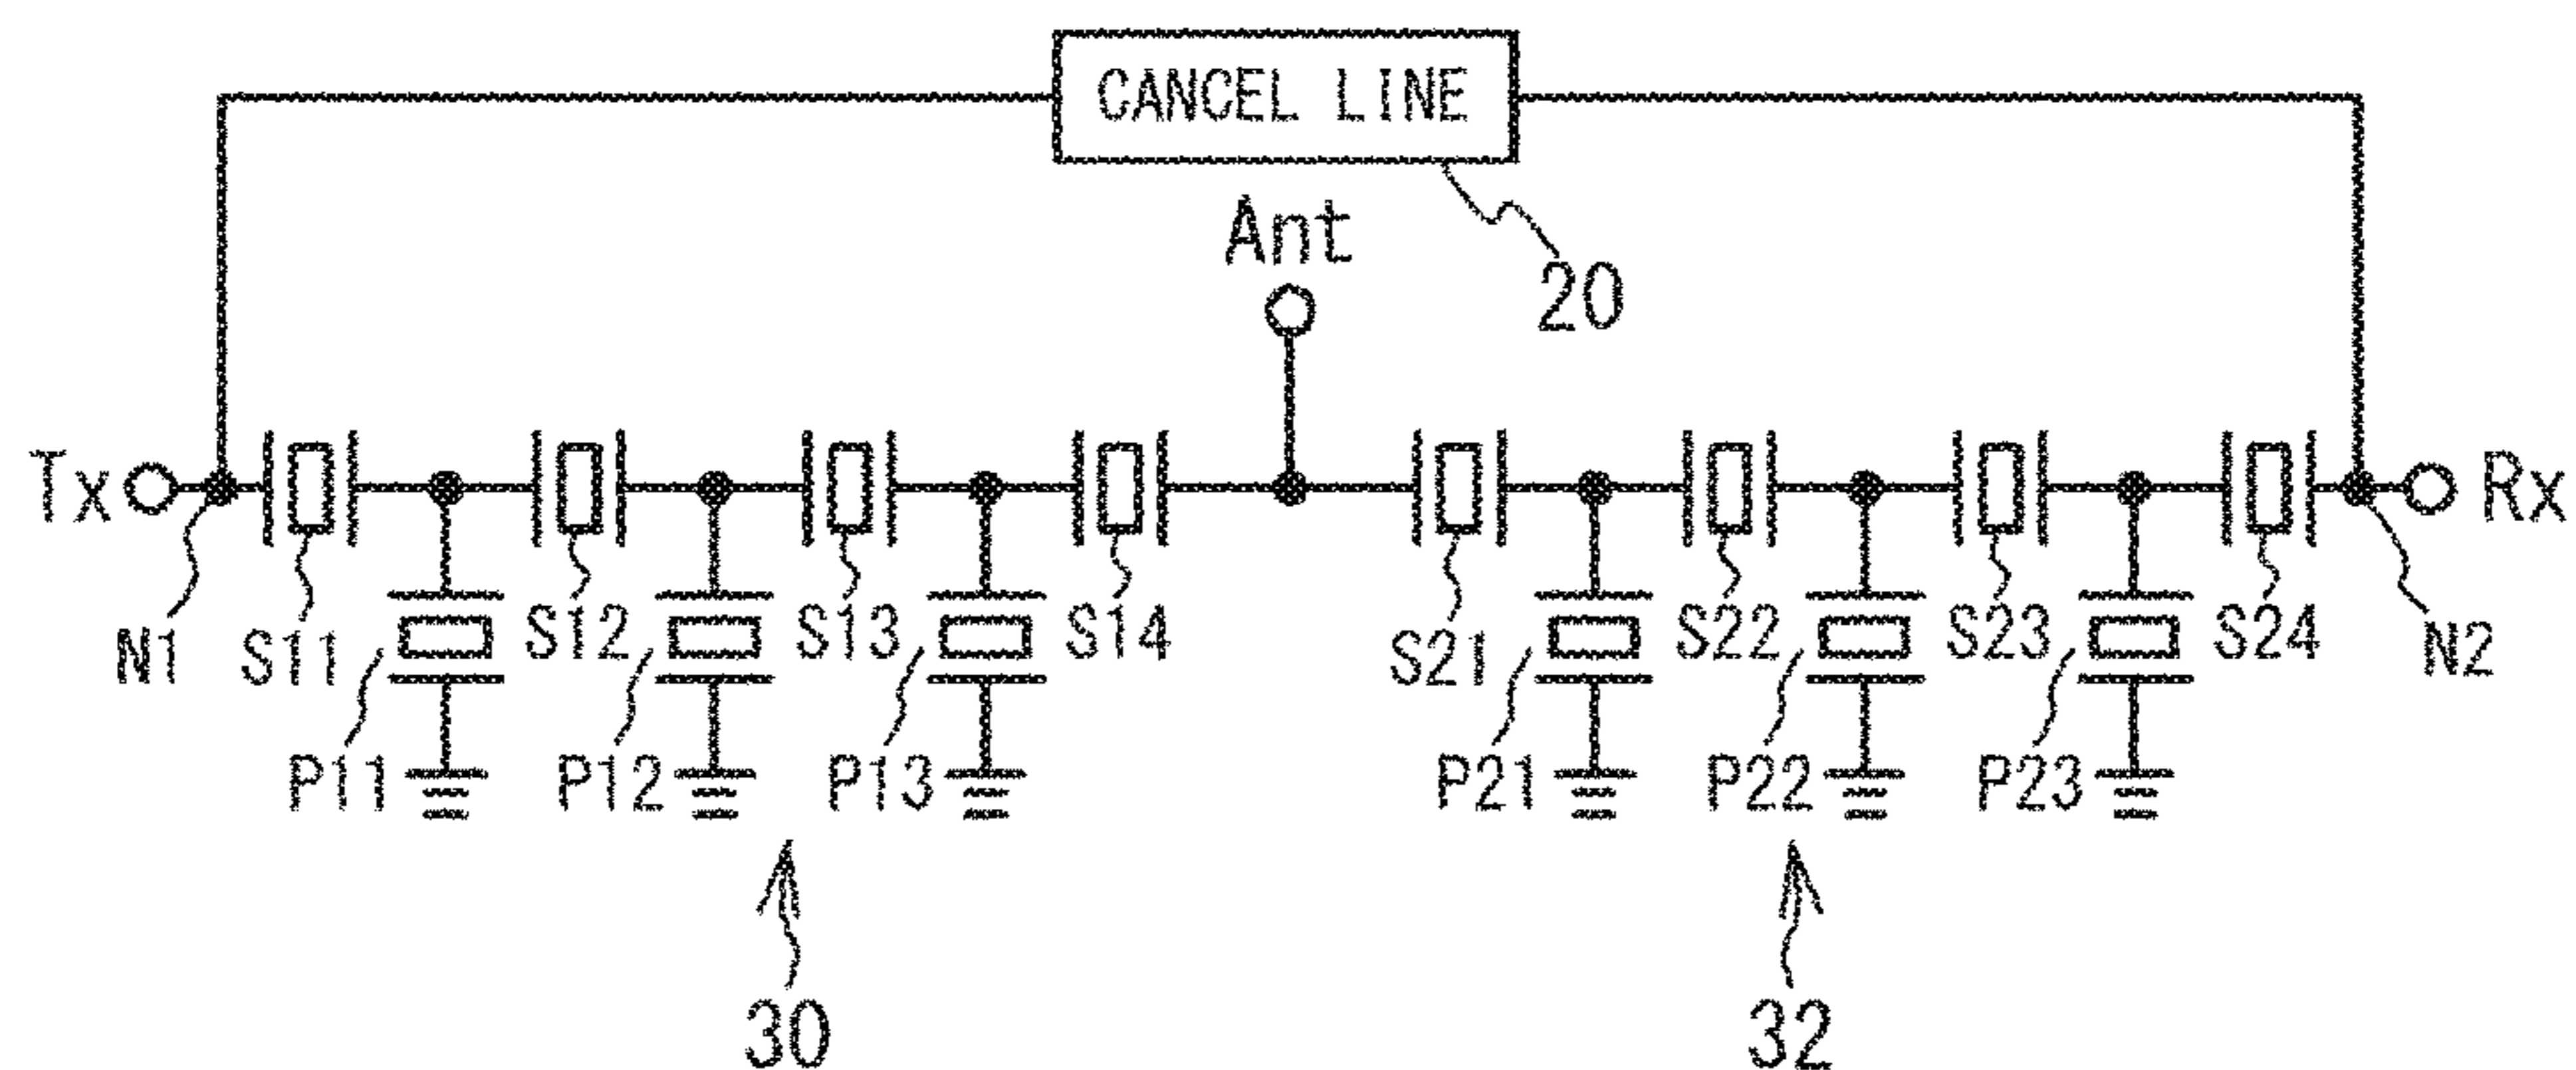 CANCEL LINE
Ant
20
Tx
Rx
N1
S11
S12
S13
S14
S21
S22
S23
S24
N2
P11
P12
P13
P21
P22
P23
30
32